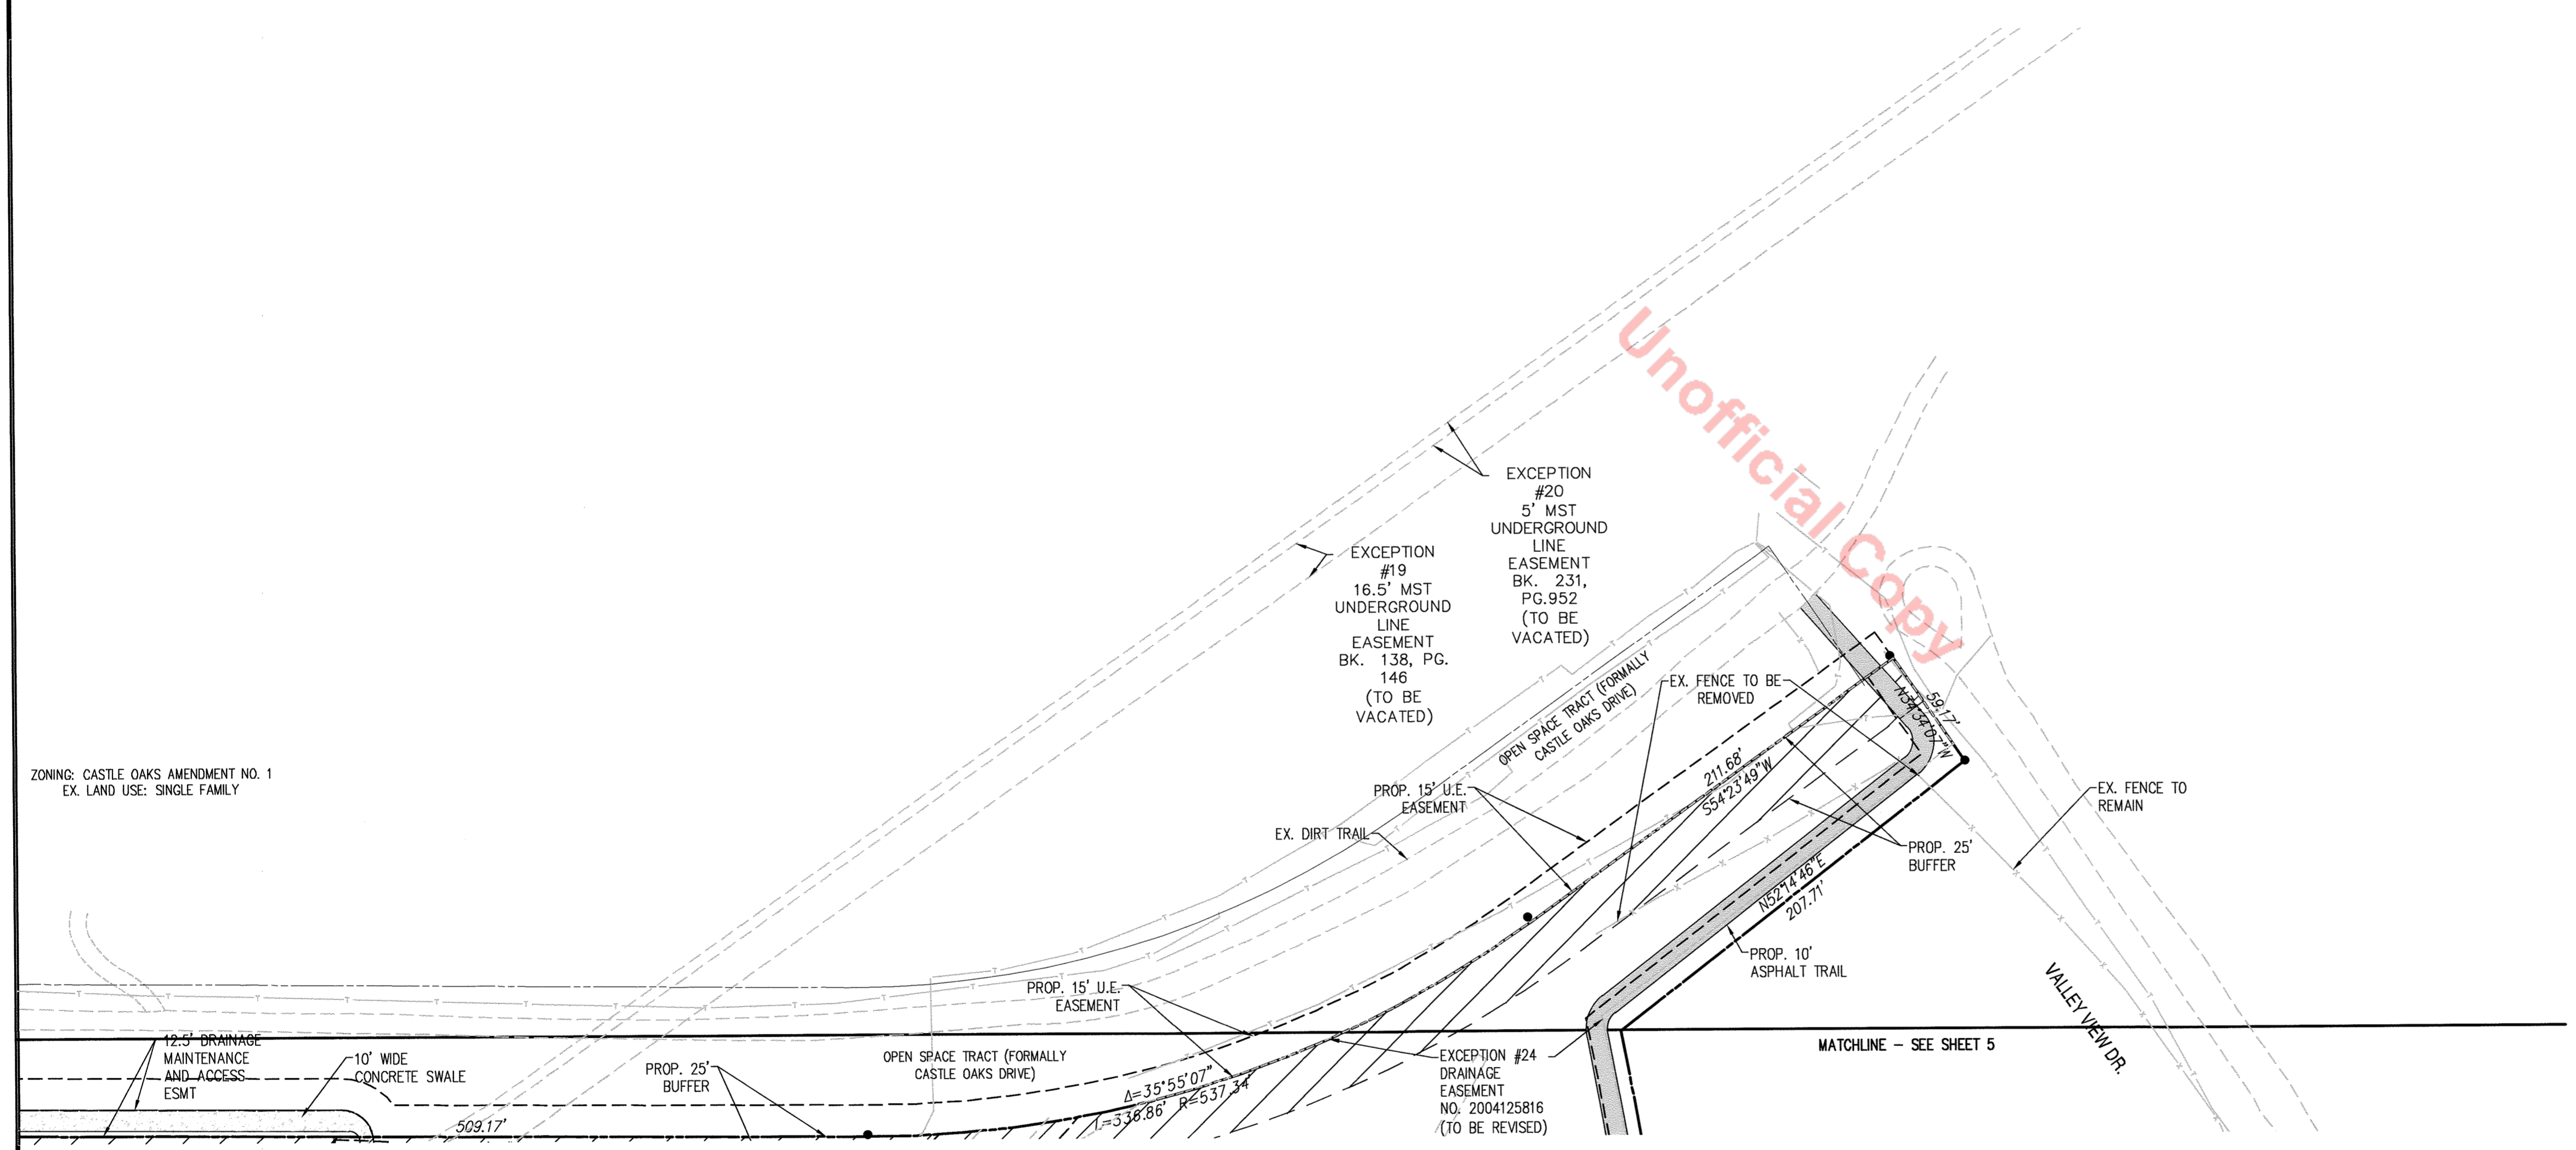 Unofficial Copy
EXCEPTION
#20
5' MST
UNDERGROUND
LINE
EASEMENT
BK. 231,
PG.952
(TO BE
VACATED)
EXCEPTION
#19
16.5' MST
UNDERGROUND
LINE
EASEMENT
BK. 138, PG.
146
(TO BE
VACATED)
OPEN SPACE TRACT (FORMALLY
CASTLE OAKS DRIVE)
EX. FENCE TO BE
REMOVED
59.17'
N34°34'07"W
211.68'
S54°23'49"W
ZONING: CASTLE OAKS AMENDMENT NO. 1
EX. LAND USE: SINGLE FAMILY
PROP. 15' U.E.
EASEMENT
EX. DIRT TRAIL
EX. FENCE TO
REMAIN
PROP. 25'
BUFFER
N52°14'46"E
207.71'
PROP. 10'
ASPHALT TRAIL
VALLEY VIEW DR.
PROP. 15' U.E.
EASEMENT
MATCHLINE - SEE SHEET 5
12.5' DRAINAGE
MAINTENANCE
AND ACCESS
ESMT
10' WIDE
CONCRETE SWALE
PROP. 25'
BUFFER
OPEN SPACE TRACT (FORMALLY
CASTLE OAKS DRIVE)
Δ=35°55'07"
L=336.86' R=537.34'
EXCEPTION #24
DRAINAGE
EASEMENT
NO. 2004125816
(TO BE REVISED)
509.17'